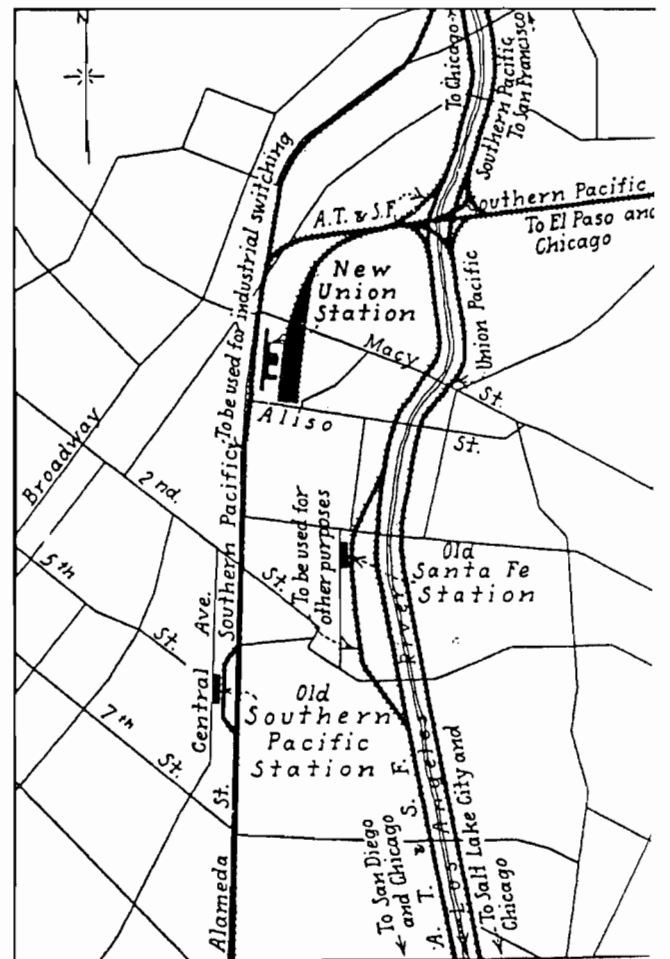 N
To Chicago
Southern Pacific
To San Francisco
To be used for industrial switching
A.T. & S.F.
Southern Pacific
To El Paso and
Chicago
New
Union
Station
Union Pacific
Macy
St.
Aliso
St.
Broadway
2nd.
St.
Southern Pacific
To be used for
other purposes
Old
Santa Fe
Station
5th
St.
Central Ave.
7th
St.
Old
Southern
Pacific
Station
Alameda St.
Los Angeles River
A. T. & S. F.
To San Diego
and Chicago
To Salt Lake City and
Chicago